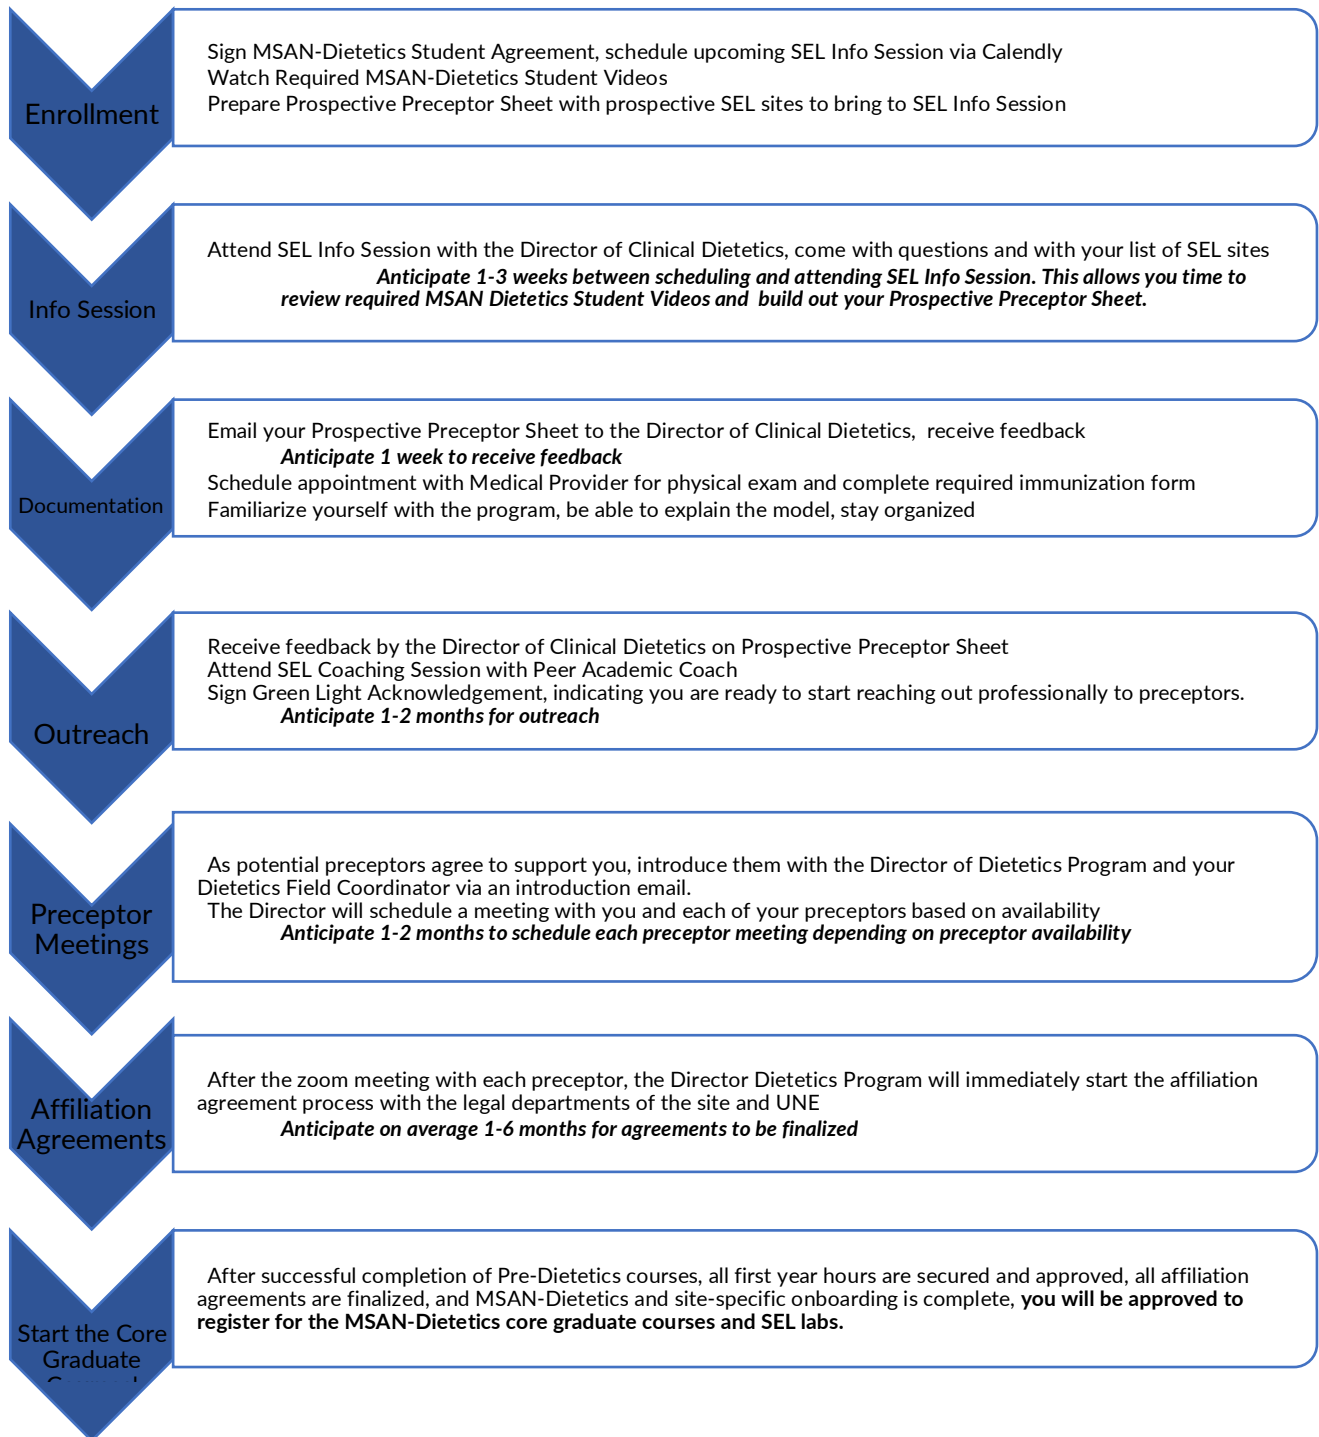 Enrollment
Sign MSAN-Dietetics Student Agreement, schedule upcoming SEL Info Session via Calendly
Watch Required MSAN-Dietetics Student Videos
Prepare Prospective Preceptor Sheet with prospective SEL sites to bring to SEL Info Session
Info Session
Attend SEL Info Session with the Director of Clinical Dietetics, come with questions and with your list of SEL sites
Anticipate 1-3 weeks between scheduling and attending SEL Info Session. This allows you time to
review required MSAN Dietetics Student Videos and  build out your Prospective Preceptor Sheet.
Documentation
Email your Prospective Preceptor Sheet to the Director of Clinical Dietetics,  receive feedback
Anticipate 1 week to receive feedback
Schedule appointment with Medical Provider for physical exam and complete required immunization form
Familiarize yourself with the program, be able to explain the model, stay organized
Outreach
Receive feedback by the Director of Clinical Dietetics on Prospective Preceptor Sheet
Attend SEL Coaching Session with Peer Academic Coach
Sign Green Light Acknowledgement, indicating you are ready to start reaching out professionally to preceptors.
Anticipate 1-2 months for outreach
Preceptor
Meetings
As potential preceptors agree to support you, introduce them with the Director of Dietetics Program and your
Dietetics Field Coordinator via an introduction email.
The Director will schedule a meeting with you and each of your preceptors based on availability
Anticipate 1-2 months to schedule each preceptor meeting depending on preceptor availability
Affiliation
Agreements
After the zoom meeting with each preceptor, the Director Dietetics Program will immediately start the affiliation
agreement process with the legal departments of the site and UNE
Anticipate on average 1-6 months for agreements to be finalized
Start the Core
Graduate
After successful completion of Pre-Dietetics courses, all first year hours are secured and approved, all affiliation
agreements are finalized, and MSAN-Dietetics and site-specific onboarding is complete, you will be approved to
register for the MSAN-Dietetics core graduate courses and SEL labs.